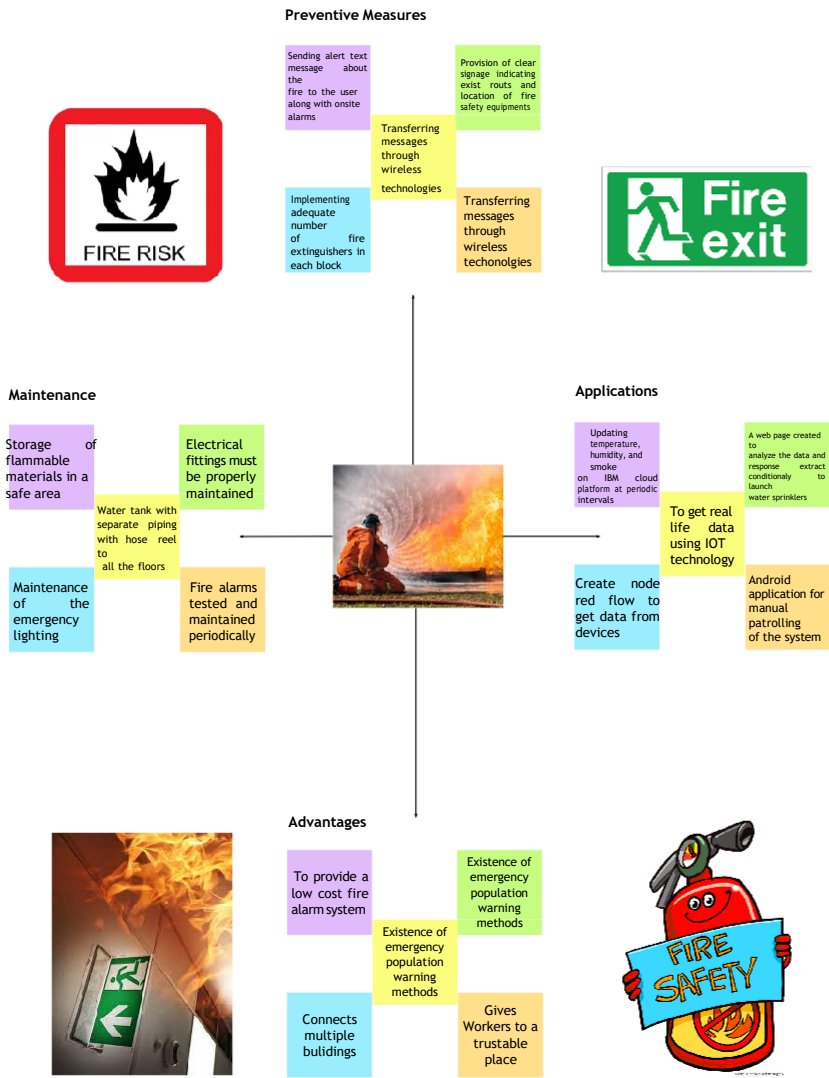 Preventive Measures
Sending alert text
message about
the
fire to the user
along with onsite
alarms
Provision of clear
signage indicating
exist routs and
location of fire
safety equipments
Transferring
messages
through
wireless
technologies
Implementing
adequate
number
of fire
extinguishers in
each block
Transferring
messages
through
wireless
techonolgies
FIRE RISK
Fire
exit
Maintenance
Storage of
flammable
materials in a
safe area
Electrical
fittings must
be properly
maintained
Water tank with
separate piping
with hose reel
to
all the floors
Maintenance
of the
emergency
lighting
Fire alarms
tested and
maintained
periodically
Applications
Updating
temperature,
humidity, and
smoke
on IBM cloud
platform at periodic
intervals
A web page created
to
analyze the data and
response extract
conditionaly to
launch
water sprinklers
To get real
life data
using IOT
technology
Create node
red flow to
get data from
devices
Android
application for
manual
patrolling
of the system
Advantages
To provide a
low cost fire
alarm system
Existence of
emergency
population
warning
methods
Existence of
emergency
population
warning
methods
Connects
multiple
bulidings
Gives
Workers to a
trustable
place
FIRE
SAFETY